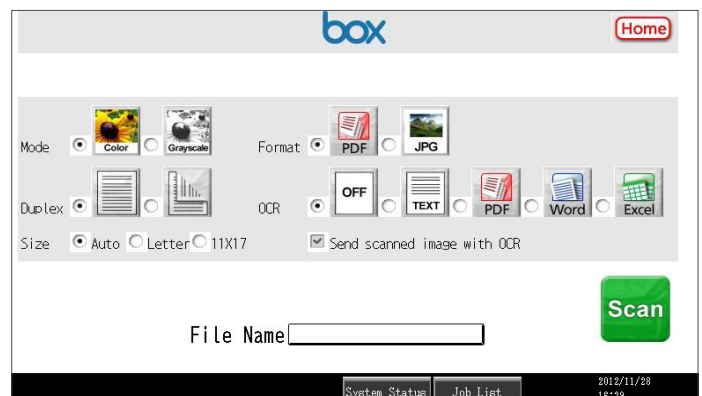 box
Home
Mode Color Grayscale Format PDF JPG
Duplex OCR OFF TEXT PDF Word Excel
Size Auto Letter 11X17 Send scanned image with OCR
Scan
File Name
System Status Job List 2012/11/28